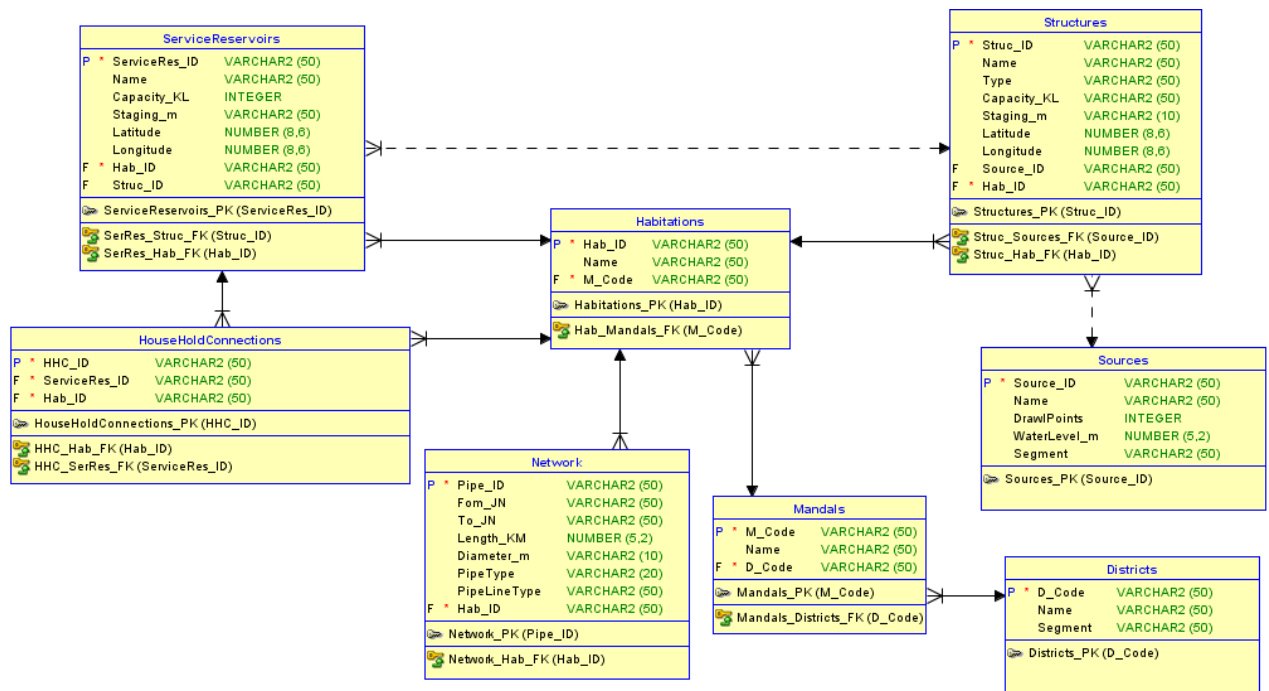 ServiceReservoirs
P * ServiceRes_ID VARCHAR2 (50)
Name VARCHAR2 (50)
Capacity_KL INTEGER
Staging_m VARCHAR2 (50)
Latitude NUMBER (8,6)
Longitude NUMBER (8,6)
F * Hab_ID VARCHAR2 (50)
F Struc_ID VARCHAR2 (50)
ServiceReservoirs_PK (ServiceRes_ID)
SerRes_Struc_FK (Struc_ID)
SerRes_Hab_FK (Hab_ID)
Structures
P * Struc_ID VARCHAR2 (50)
Name VARCHAR2 (50)
Type VARCHAR2 (50)
Capacity_KL VARCHAR2 (50)
Staging_m VARCHAR2 (10)
Latitude NUMBER (8,6)
Longitude NUMBER (8,6)
F Source_ID VARCHAR2 (50)
F * Hab_ID VARCHAR2 (50)
Structures_PK (Struc_ID)
Struc_Sources_FK (Source_ID)
Struc_Hab_FK (Hab_ID)
Habitations
P * Hab_ID VARCHAR2 (50)
Name VARCHAR2 (50)
F * M_Code VARCHAR2 (50)
Habitations_PK (Hab_ID)
Hab_Mandals_FK (M_Code)
HouseHoldConnections
P * HHC_ID VARCHAR2 (50)
F * ServiceRes_ID VARCHAR2 (50)
F * Hab_ID VARCHAR2 (50)
HouseHoldConnections_PK (HHC_ID)
HHC_Hab_FK (Hab_ID)
HHC_SerRes_FK (ServiceRes_ID)
Sources
P * Source_ID VARCHAR2 (50)
Name VARCHAR2 (50)
DrawlPoints INTEGER
WaterLevel_m NUMBER (5,2)
Segment VARCHAR2 (50)
Sources_PK (Source_ID)
Network
P * Pipe_ID VARCHAR2 (50)
Fom_JN VARCHAR2 (50)
To_JN VARCHAR2 (50)
Length_KM NUMBER (5,2)
Diameter_m VARCHAR2 (10)
PipeType VARCHAR2 (20)
PipeLineType VARCHAR2 (50)
F * Hab_ID VARCHAR2 (50)
Network_PK (Pipe_ID)
Network_Hab_FK (Hab_ID)
Mandals
P * M_Code VARCHAR2 (50)
Name VARCHAR2 (50)
F * D_Code VARCHAR2 (50)
Mandals_PK (M_Code)
Mandals_Districts_FK (D_Code)
Districts
P * D_Code VARCHAR2 (50)
Name VARCHAR2 (50)
Segment VARCHAR2 (50)
Districts_PK (D_Code)